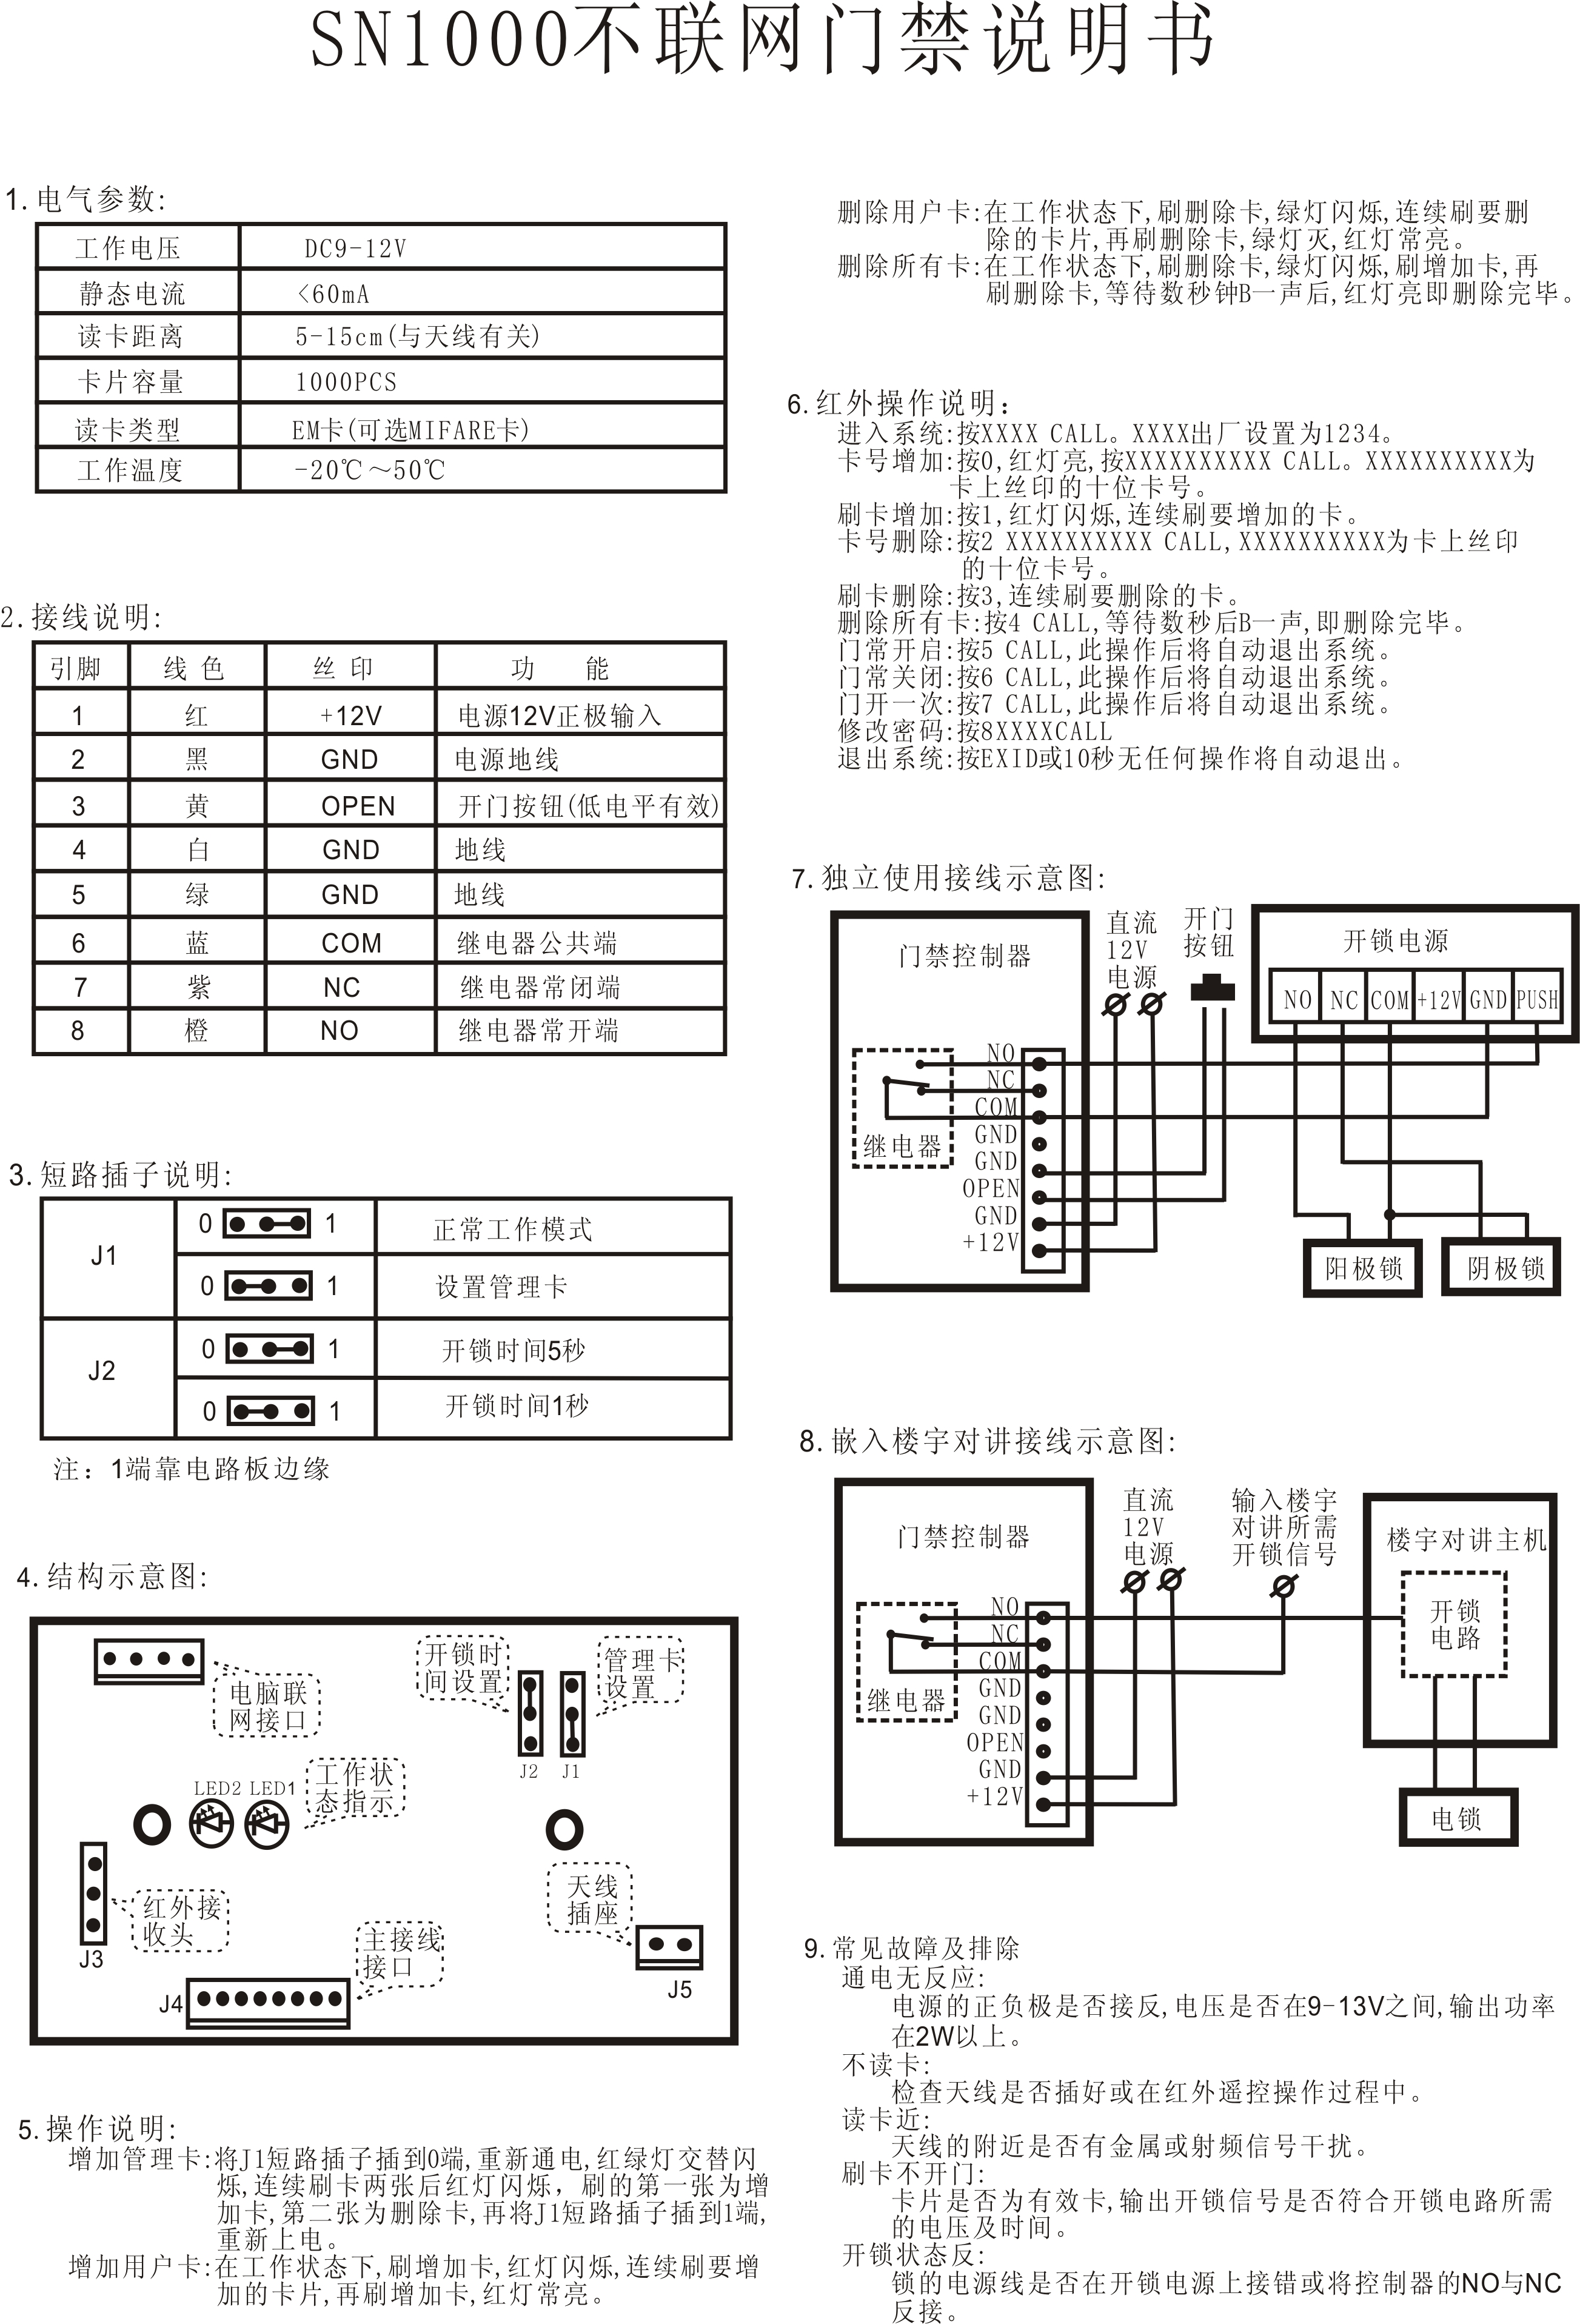 SN1000不联网门禁说明书
1.电气参数:
工作电压 DC9-12V
静态电流 <60mA
读卡距离 5-15cm(与天线有关)
卡片容量 1000PCS
读卡类型 EM卡(可选MIFARE卡)
工作温度 -20℃～50℃
2.接线说明:
引脚 线 色 丝 印 功 能
1 红 +12V 电源12V正极输入
2 黑 GND 电源地线
3 黄 OPEN 开门按钮(低电平有效)
4 白 GND 地线
5 绿 GND 地线
6 蓝 COM 继电器公共端
7 紫 NC 继电器常闭端
8 橙 NO 继电器常开端
3.短路插子说明:
J1
0 1 正常工作模式
0 1 设置管理卡
J2
0 1 开锁时间5秒
0 1 开锁时间1秒
注：1端靠电路板边缘
4.结构示意图:
电脑联
网接口
开锁时
间设置
管理卡
设置
J2 J1
LED2 LED1
工作状
态指示
红外接
收头
J3
天线
插座
J5
主接线
接口
J4
5.操作说明:
增加管理卡:将J1短路插子插到0端,重新通电,红绿灯交替闪
烁,连续刷卡两张后红灯闪烁，刷的第一张为增
加卡,第二张为删除卡,再将J1短路插子插到1端,
重新上电。
增加用户卡:在工作状态下,刷增加卡,红灯闪烁,连续刷要增
加的卡片,再刷增加卡,红灯常亮。
删除用户卡:在工作状态下,刷删除卡,绿灯闪烁,连续刷要删
除的卡片,再刷删除卡,绿灯灭,红灯常亮。
删除所有卡:在工作状态下,刷删除卡,绿灯闪烁,刷增加卡,再
刷删除卡,等待数秒钟B一声后,红灯亮即删除完毕。
6.红外操作说明：
进入系统:按XXXX CALL。XXXX出厂设置为1234。
卡号增加:按0,红灯亮,按XXXXXXXXXX CALL。XXXXXXXXXX为
卡上丝印的十位卡号。
刷卡增加:按1,红灯闪烁,连续刷要增加的卡。
卡号删除:按2 XXXXXXXXXX CALL,XXXXXXXXXX为卡上丝印
的十位卡号。
刷卡删除:按3,连续刷要删除的卡。
删除所有卡:按4 CALL,等待数秒后B一声,即删除完毕。
门常开启:按5 CALL,此操作后将自动退出系统。
门常关闭:按6 CALL,此操作后将自动退出系统。
门开一次:按7 CALL,此操作后将自动退出系统。
修改密码:按8XXXXCALL
退出系统:按EXID或10秒无任何操作将自动退出。
7.独立使用接线示意图:
门禁控制器
直流
12V
电源
开门
按钮
开锁电源
NO NC COM +12V GND PUSH
继电器
NO
NC
COM
GND
GND
OPEN
GND
+12V
阳极锁
阴极锁
8.嵌入楼宇对讲接线示意图:
门禁控制器
直流
12V
电源
输入楼宇
对讲所需
开锁信号
楼宇对讲主机
开锁
电路
继电器
NO
NC
COM
GND
GND
OPEN
GND
+12V
电锁
9.常见故障及排除
通电无反应:
电源的正负极是否接反,电压是否在9-13V之间,输出功率
在2W以上。
不读卡:
检查天线是否插好或在红外遥控操作过程中。
读卡近:
天线的附近是否有金属或射频信号干扰。
刷卡不开门:
卡片是否为有效卡,输出开锁信号是否符合开锁电路所需
的电压及时间。
开锁状态反:
锁的电源线是否在开锁电源上接错或将控制器的NO与NC
反接。